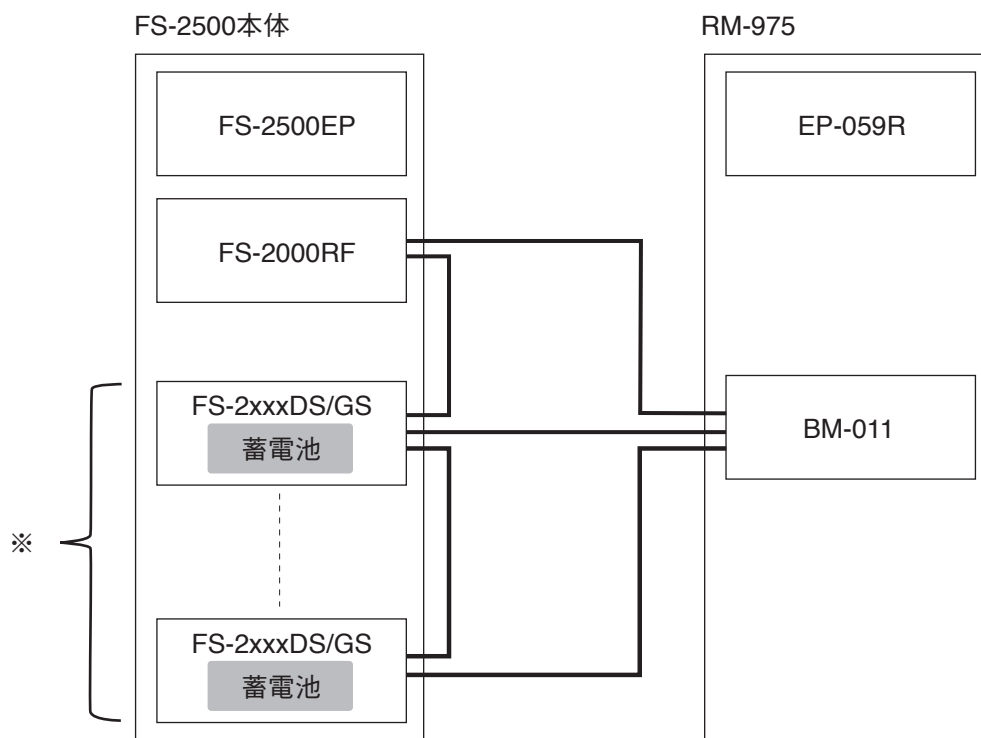 FS-2500本体
RM-975
FS-2500EP
EP-059R
FS-2000RF
FS-2xxxDS/GS
蓄電池
BM-011
※
FS-2xxxDS/GS
蓄電池